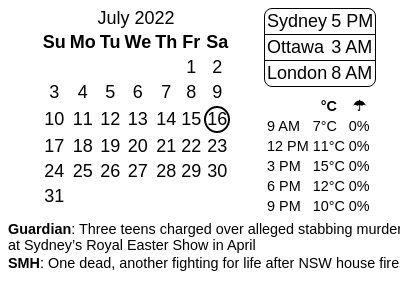 July 2022
Su Mo Tu We Th Fr Sa
1 2
3 4 5 6 7 8 9
10 11 12 13 14 15 16
17 18 19 20 21 22 23
24 25 26 27 28 29 30
31
Sydney 5 PM
Ottawa 3 AM
London 8 AM
°C ☂
9 AM 7°C 0%
12 PM 11°C 0%
3 PM 15°C 0%
6 PM 12°C 0%
9 PM 10°C 0%
Guardian: Three teens charged over alleged stabbing murder
at Sydney’s Royal Easter Show in April
SMH: One dead, another fighting for life after NSW house fire